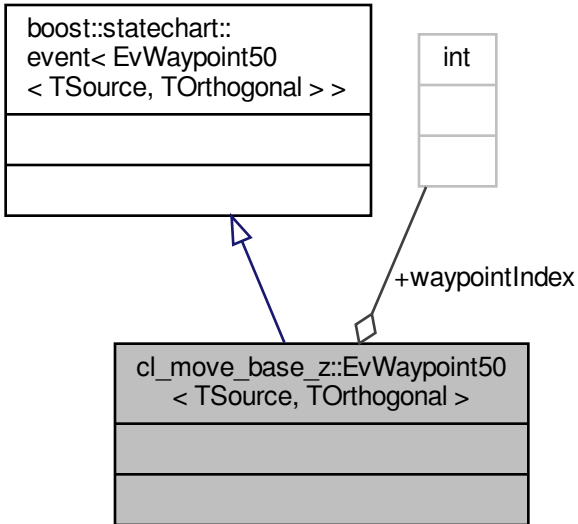 boost::statechart::
event< EvWaypoint50
< TSource, TOrthogonal > >
int
+waypointIndex
cl_move_base_z::EvWaypoint50
< TSource, TOrthogonal >